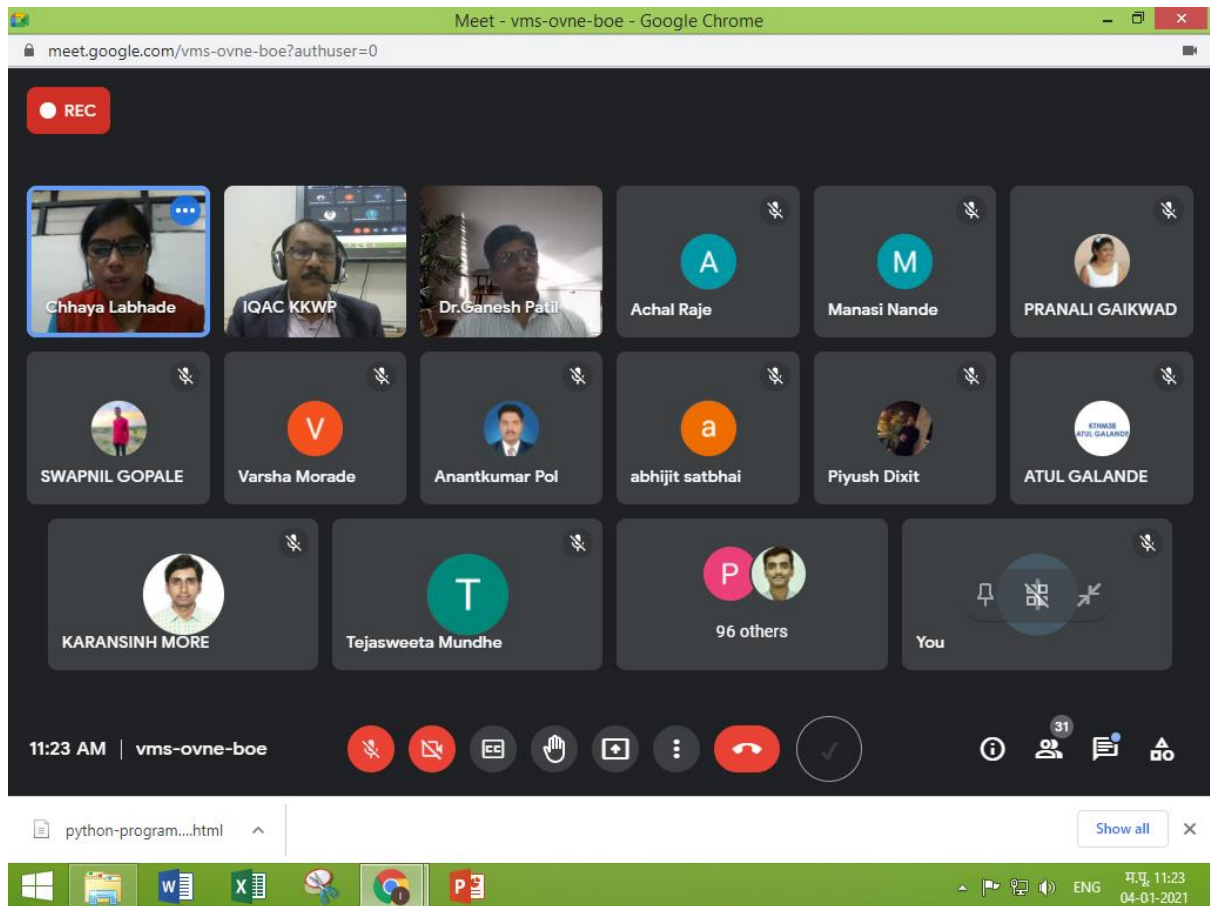 Meet - vms-ovne-boe - Google Chrome
meet.google.com/vms-ovne-boe?authuser=0
REC
Chhaya Labhade
IQAC KKWP
Dr.Ganesh Patil
A
Achal Raje
M
Manasi Nande
PRANALI GAIKWAD
SWAPNIL GOPALE
V
Varsha Morade
Anantkumar Pol
a
abhijit satbhai
Piyush Dixit
KTHM38
ATUL GALANDE
ATUL GALANDE
KARANSINH MORE
T
Tejasweeta Mundhe
P
96 others
You
11:23 AM | vms-ovne-boe
CC
31
python-program....html
Show all
W
X
P
ENG
म.पू. 11:23
04-01-2021